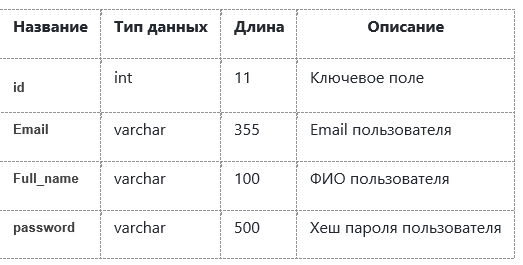 Название Тип данных Длина Описание
id int 11 Ключевое поле
Email varchar 355 Email пользователя
Full_name varchar 100 ФИО пользователя
password varchar 500 Хеш пароля пользователя